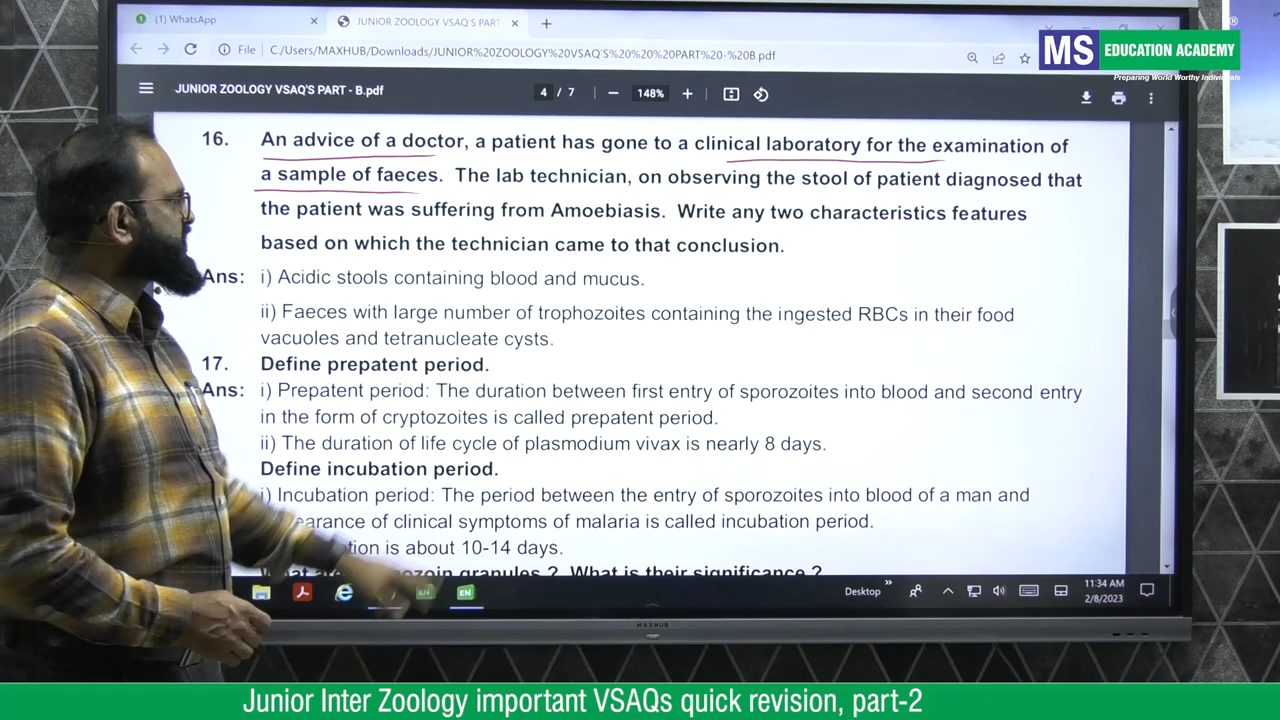 (1) WhatsApp
JUNIOR ZOOLOGY VSAQ'S PART
File
C:/Users/MAXHUB/Downloads/JUNIOR%20ZOOLOGY%20VSAQ'S%20%20%20PART%20-%20B.pdf
MS EDUCATION ACADEMY
®
Preparing World Worthy Individuals
JUNIOR ZOOLOGY VSAQ'S PART - B.pdf
4 / 7
148%
16. An advice of a doctor, a patient has gone to a clinical laboratory for the examination of
a sample of faeces. The lab technician, on observing the stool of patient diagnosed that
the patient was suffering from Amoebiasis. Write any two characteristics features
based on which the technician came to that conclusion.
Ans: i) Acidic stools containing blood and mucus.
ii) Faeces with large number of trophozoites containing the ingested RBCs in their food
vacuoles and tetranucleate cysts.
17. Define prepatent period.
Ans: i) Prepatent period: The duration between first entry of sporozoites into blood and second entry
in the form of cryptozoites is called prepatent period.
ii) The duration of life cycle of plasmodium vivax is nearly 8 days.
Define incubation period.
i) Incubation period: The period between the entry of sporozoites into blood of a man and
earance of clinical symptoms of malaria is called incubation period.
tion is about 10-14 days.
What are ozoin granules ? What is their significance ?
Desktop
11:34 AM
2/8/2023
MAXHUB
Junior Inter Zoology important VSAQs quick revision, part-2